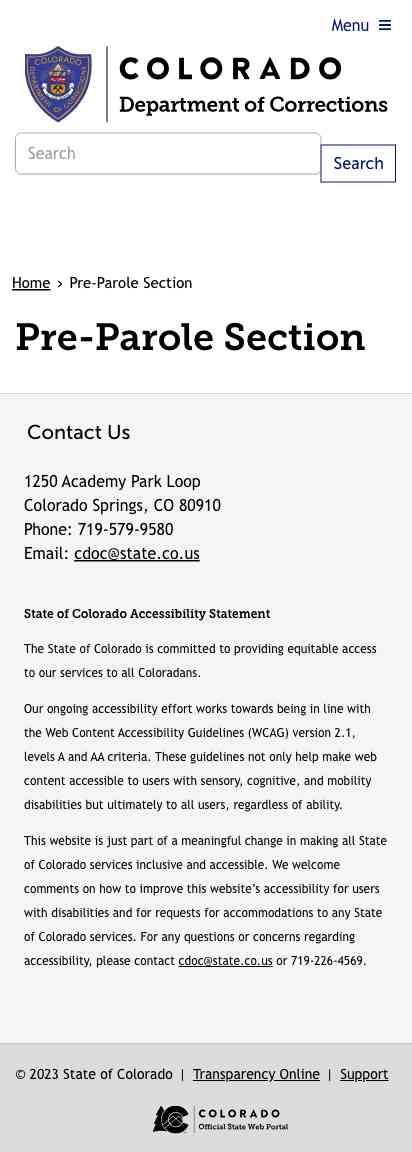 Menu
COLORADO
Department of Corrections
Search
Search
Home › Pre-Parole Section
Pre-Parole Section
Contact Us
1250 Academy Park Loop
Colorado Springs, CO 80910
Phone: 719-579-9580
Email: cdoc@state.co.us
State of Colorado Accessibility Statement
The State of Colorado is committed to providing equitable access
to our services to all Coloradans.
Our ongoing accessibility effort works towards being in line with
the Web Content Accessibility Guidelines (WCAG) version 2.1,
levels A and AA criteria. These guidelines not only help make web
content accessible to users with sensory, cognitive, and mobility
disabilities but ultimately to all users, regardless of ability.
This website is just part of a meaningful change in making all State
of Colorado services inclusive and accessible. We welcome
comments on how to improve this website’s accessibility for users
with disabilities and for requests for accommodations to any State
of Colorado services. For any questions or concerns regarding
accessibility, please contact cdoc@state.co.us or 719-226-4569.
© 2023 State of Colorado | Transparency Online | Support
COLORADO
Official State Web Portal